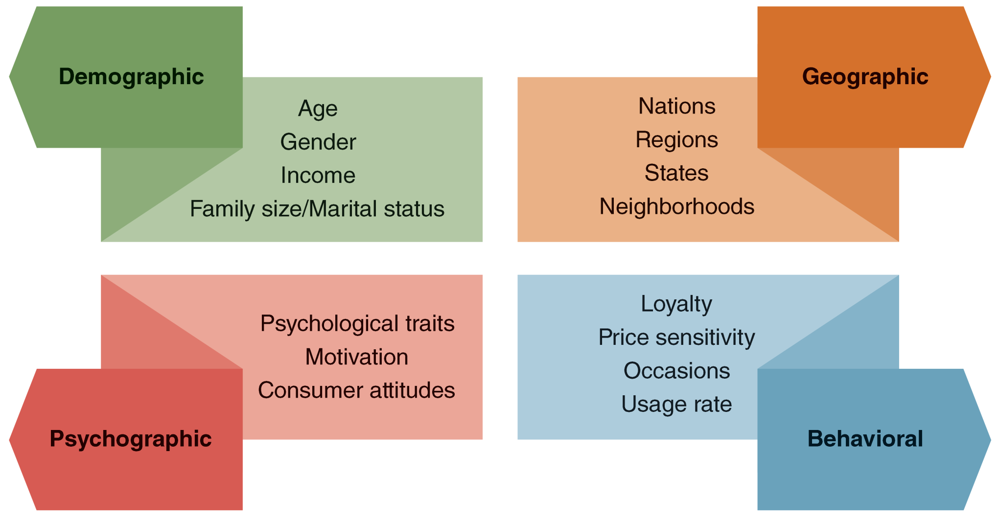 Demographic
Age
Gender
Income
Family size/Marital status
Geographic
Nations
Regions
States
Neighborhoods
Psychological traits
Motivation
Consumer attitudes
Psychographic
Loyalty
Price sensitivity
Occasions
Usage rate
Behavioral